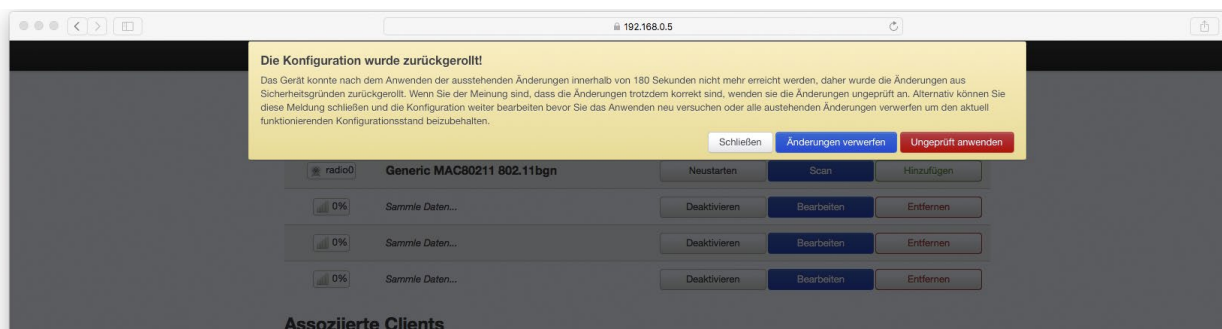 192.168.0.5
Die Konfiguration wurde zurückgerollt!
Das Gerät konnte nach dem Anwenden der ausstehenden Änderungen innerhalb von 180 Sekunden nicht mehr erreicht werden, daher wurde die Änderungen aus
Sicherheitsgründen zurückgerollt. Wenn Sie der Meinung sind, dass die Änderungen trotzdem korrekt sind, wenden sie die Änderungen ungeprüft an. Alternativ können Sie
diese Meldung schließen und die Konfiguration weiter bearbeiten bevor Sie das Anwenden neu versuchen oder alle austehenden Änderungen verwerfen um den aktuell
funktionierenden Konfigurationsstand beizubehalten.
Schließen Änderungen verwerfen Ungeprüft anwenden
radio0 Generic MAC80211 802.11bgn Neustarten Scan Hinzufügen
0% Sammle Daten... Deaktivieren Bearbeiten Entfernen
0% Sammle Daten... Deaktivieren Bearbeiten Entfernen
0% Sammle Daten... Deaktivieren Bearbeiten Entfernen
Assoziierte Clients